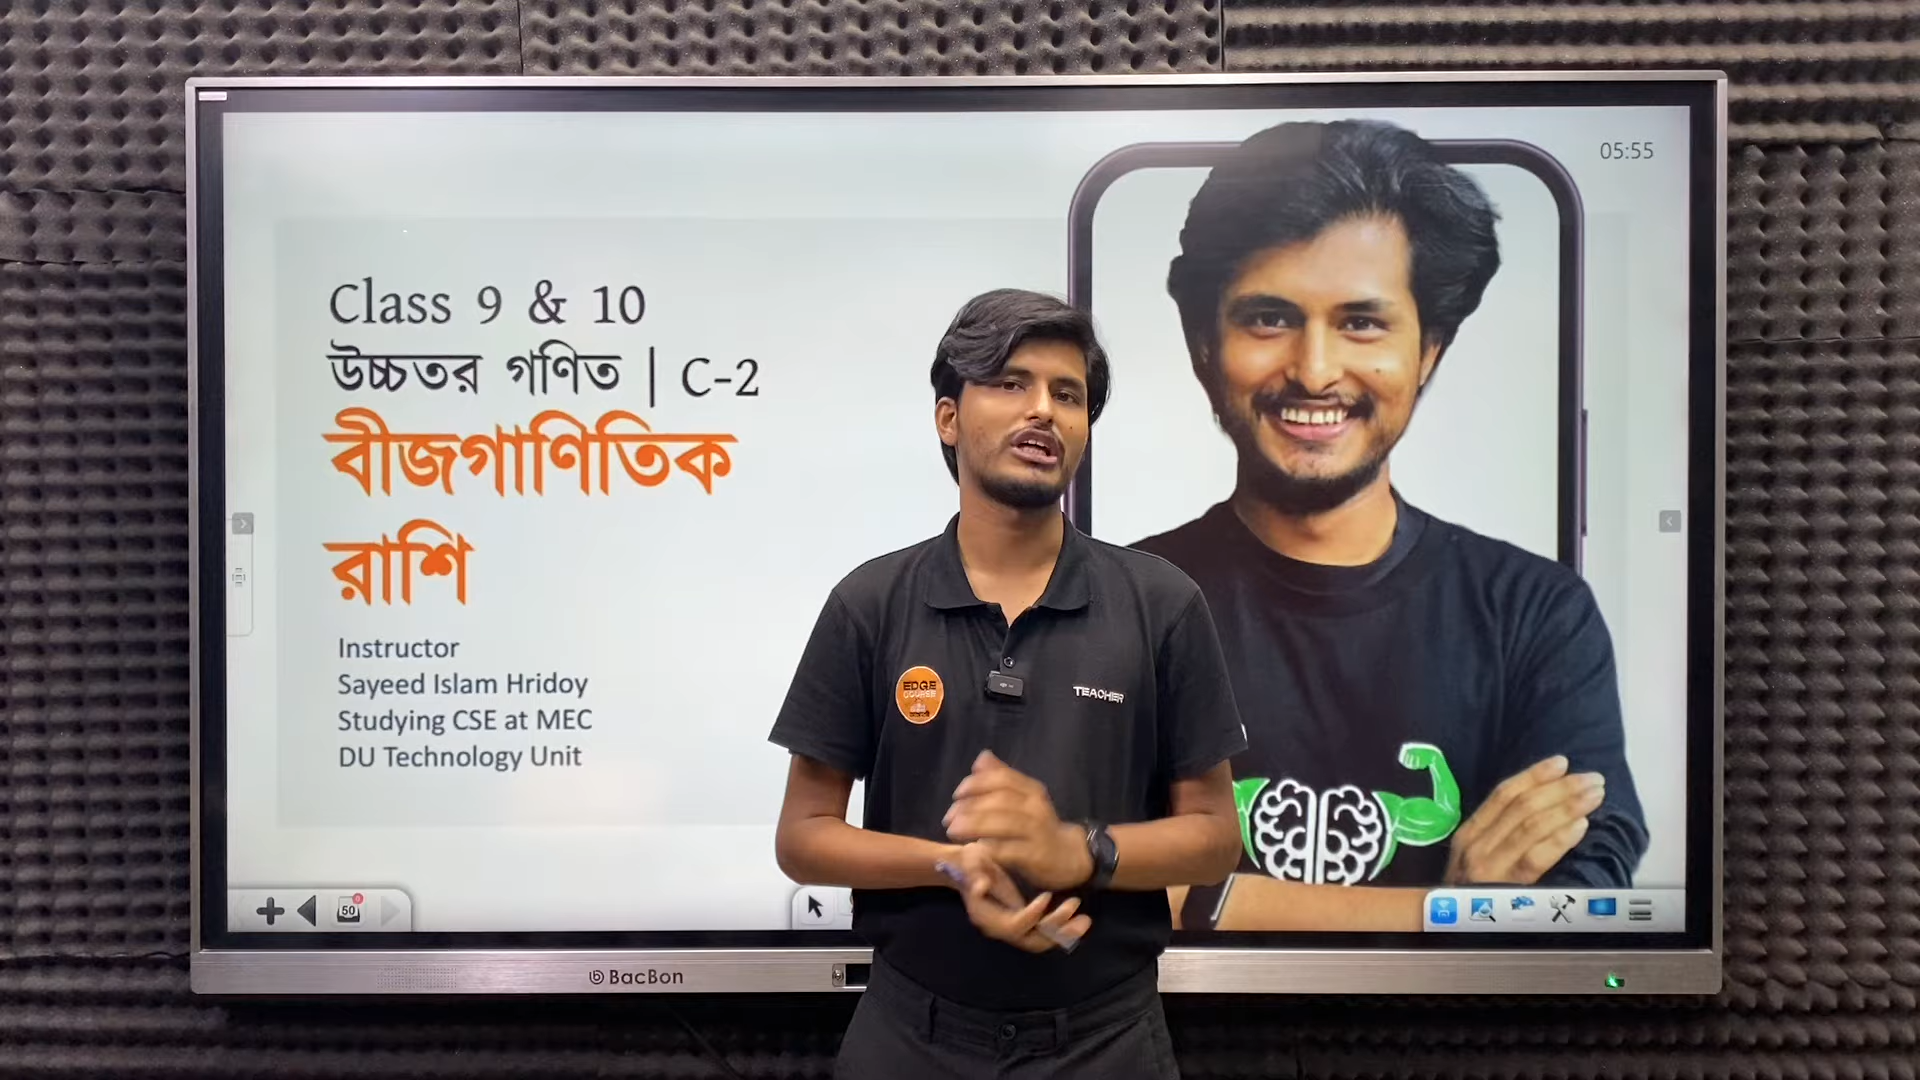 05:55
Class 9 & 10
উচ্চতর গণিত | C-2
বীজগাণিতিক
রাশি
Instructor
Sayeed Islam Hridoy
Studying CSE at MEC
DU Technology Unit
EDGE
COURSE
TEACHER
50
BacBon